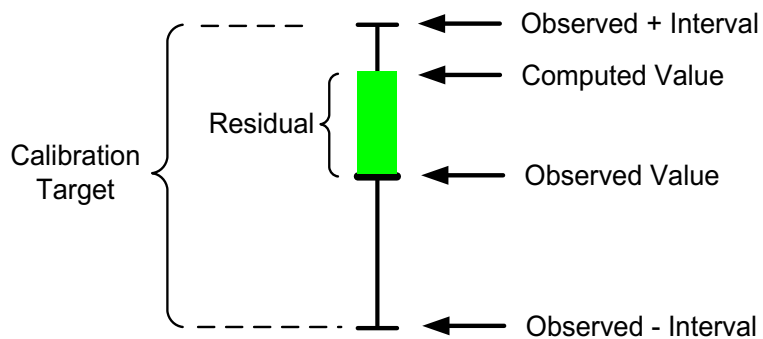 Observed + Interval
Computed Value
Residual
Calibration
Target
Observed Value
Observed - Interval